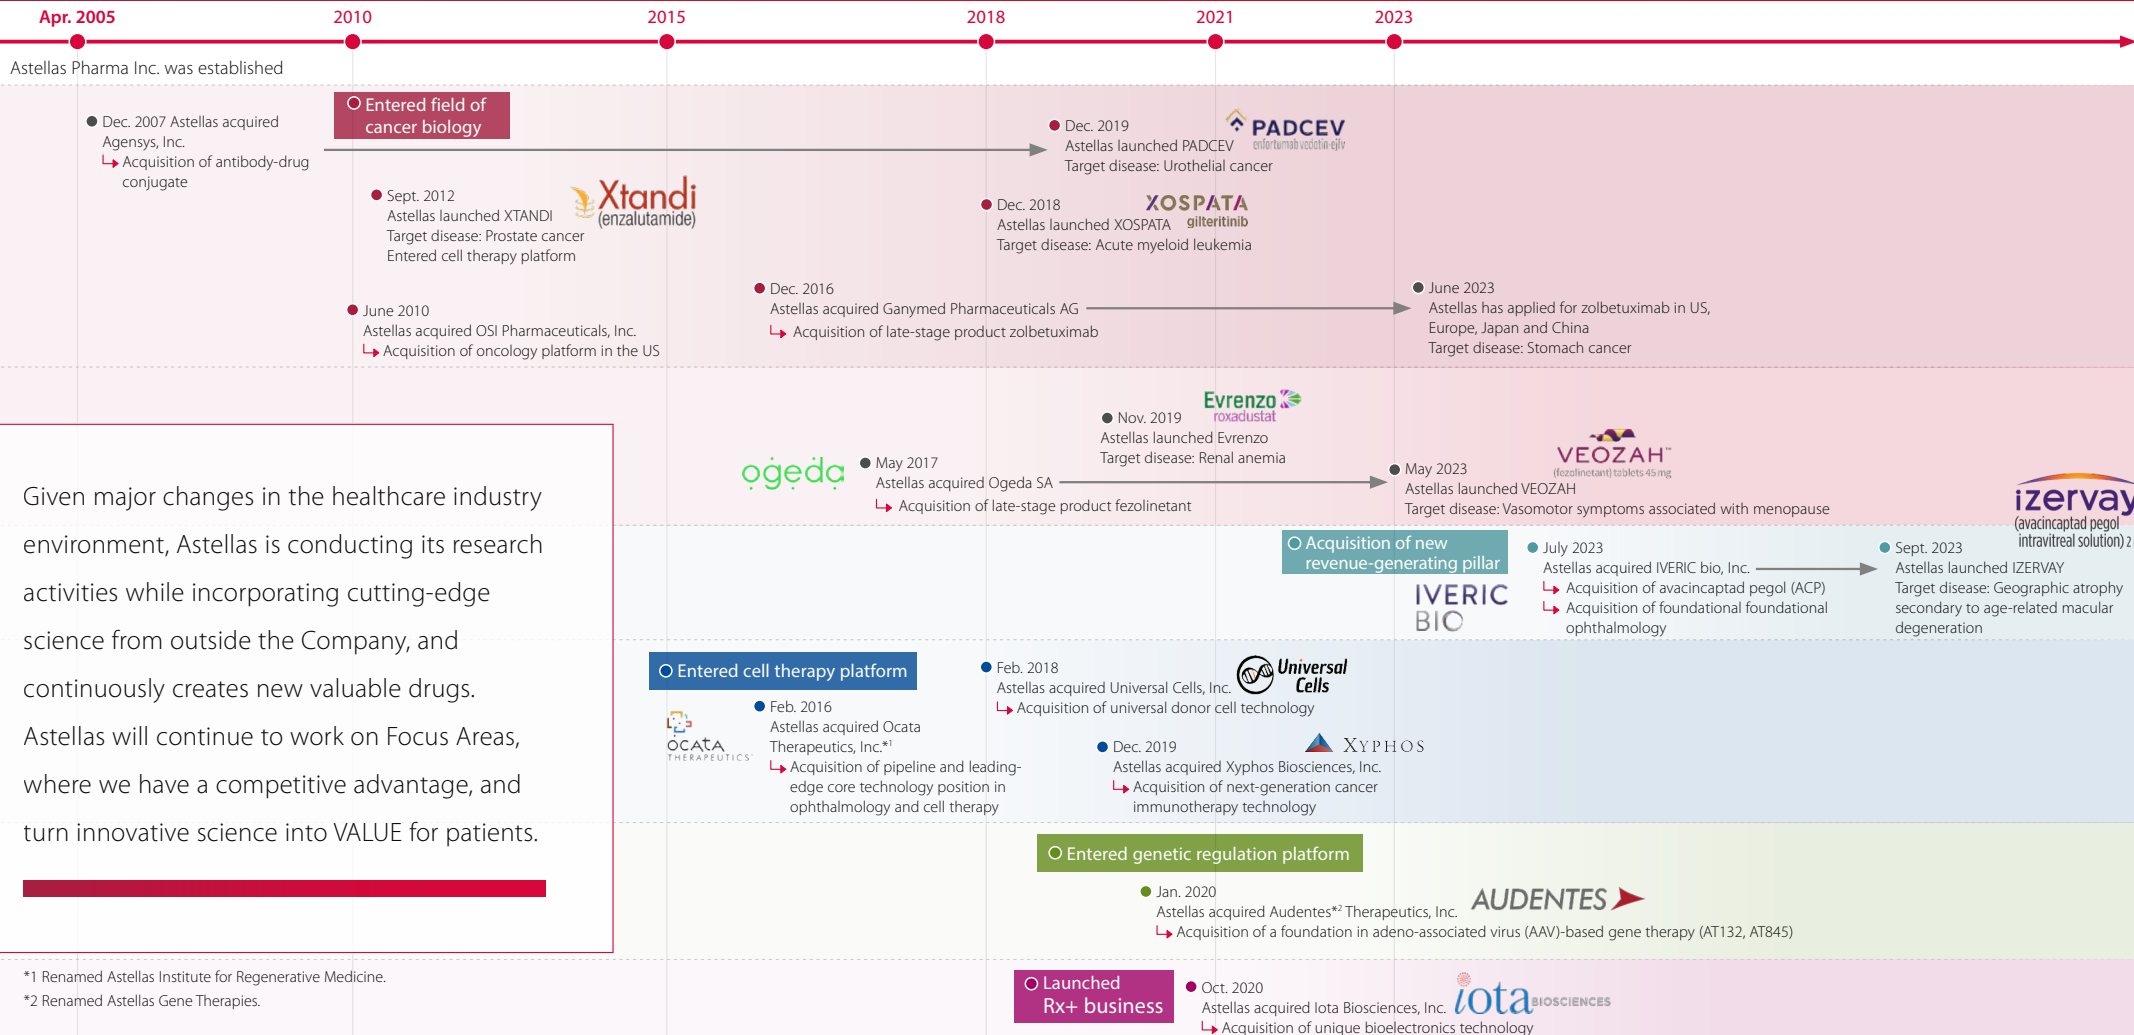 Apr. 2005
2010
2015
2018
2021
2023
Astellas Pharma Inc. was established
Entered field of
cancer biology
Dec. 2007 Astellas acquired
Agensys, Inc.
Acquisition of antibody-drug
conjugate
Dec. 2019
Astellas launched PADCEV
Target disease: Urothelial cancer
PADCEV
enfortumab vedotin-ejfv
Sept. 2012
Astellas launched XTANDI
Target disease: Prostate cancer
Entered cell therapy platform
Xtandi
(enzalutamide)
Dec. 2018
Astellas launched XOSPATA
Target disease: Acute myeloid leukemia
XOSPATA
gilteritinib
June 2010
Astellas acquired OSI Pharmaceuticals, Inc.
Acquisition of oncology platform in the US
Dec. 2016
Astellas acquired Ganymed Pharmaceuticals AG
Acquisition of late-stage product zolbetuximab
June 2023
Astellas has applied for zolbetuximab in US,
Europe, Japan and China
Target disease: Stomach cancer
Nov. 2019
Astellas launched Evrenzo
Target disease: Renal anemia
Evrenzo
roxadustat
ogeda
May 2017
Astellas acquired Ogeda SA
Acquisition of late-stage product fezolinetant
May 2023
Astellas launched VEOZAH
Target disease: Vasomotor symptoms associated with menopause
VEOZAH™
(fezolinetant) tablets 45 mg
izervay
(avacincaptad pegol
intravitreal solution) 2
Given major changes in the healthcare industry
environment, Astellas is conducting its research
activities while incorporating cutting-edge
science from outside the Company, and
continuously creates new valuable drugs.
Astellas will continue to work on Focus Areas,
where we have a competitive advantage, and
turn innovative science into VALUE for patients.
Acquisition of new
revenue-generating pillar
IVERIC
BIO
July 2023
Astellas acquired IVERIC bio, Inc.
Acquisition of avacincaptad pegol (ACP)
Acquisition of foundational foundational
ophthalmology
Sept. 2023
Astellas launched IZERVAY
Target disease: Geographic atrophy
secondary to age-related macular
degeneration
Entered cell therapy platform
OCATA
THERAPEUTICS
Feb. 2016
Astellas acquired Ocata
Therapeutics, Inc.*1
Acquisition of pipeline and leading-
edge core technology position in
ophthalmology and cell therapy
Feb. 2018
Astellas acquired Universal Cells, Inc.
Acquisition of universal donor cell technology
Universal
Cells
Dec. 2019
Astellas acquired Xyphos Biosciences, Inc.
Acquisition of next-generation cancer
immunotherapy technology
XYPHOS
Entered genetic regulation platform
Jan. 2020
Astellas acquired Audentes*2 Therapeutics, Inc.
Acquisition of a foundation in adeno-associated virus (AAV)-based gene therapy (AT132, AT845)
AUDENTES
Launched
Rx+ business
Oct. 2020
Astellas acquired Iota Biosciences, Inc.
Acquisition of unique bioelectronics technology
iota BIOSCIENCES
*1 Renamed Astellas Institute for Regenerative Medicine.
*2 Renamed Astellas Gene Therapies.